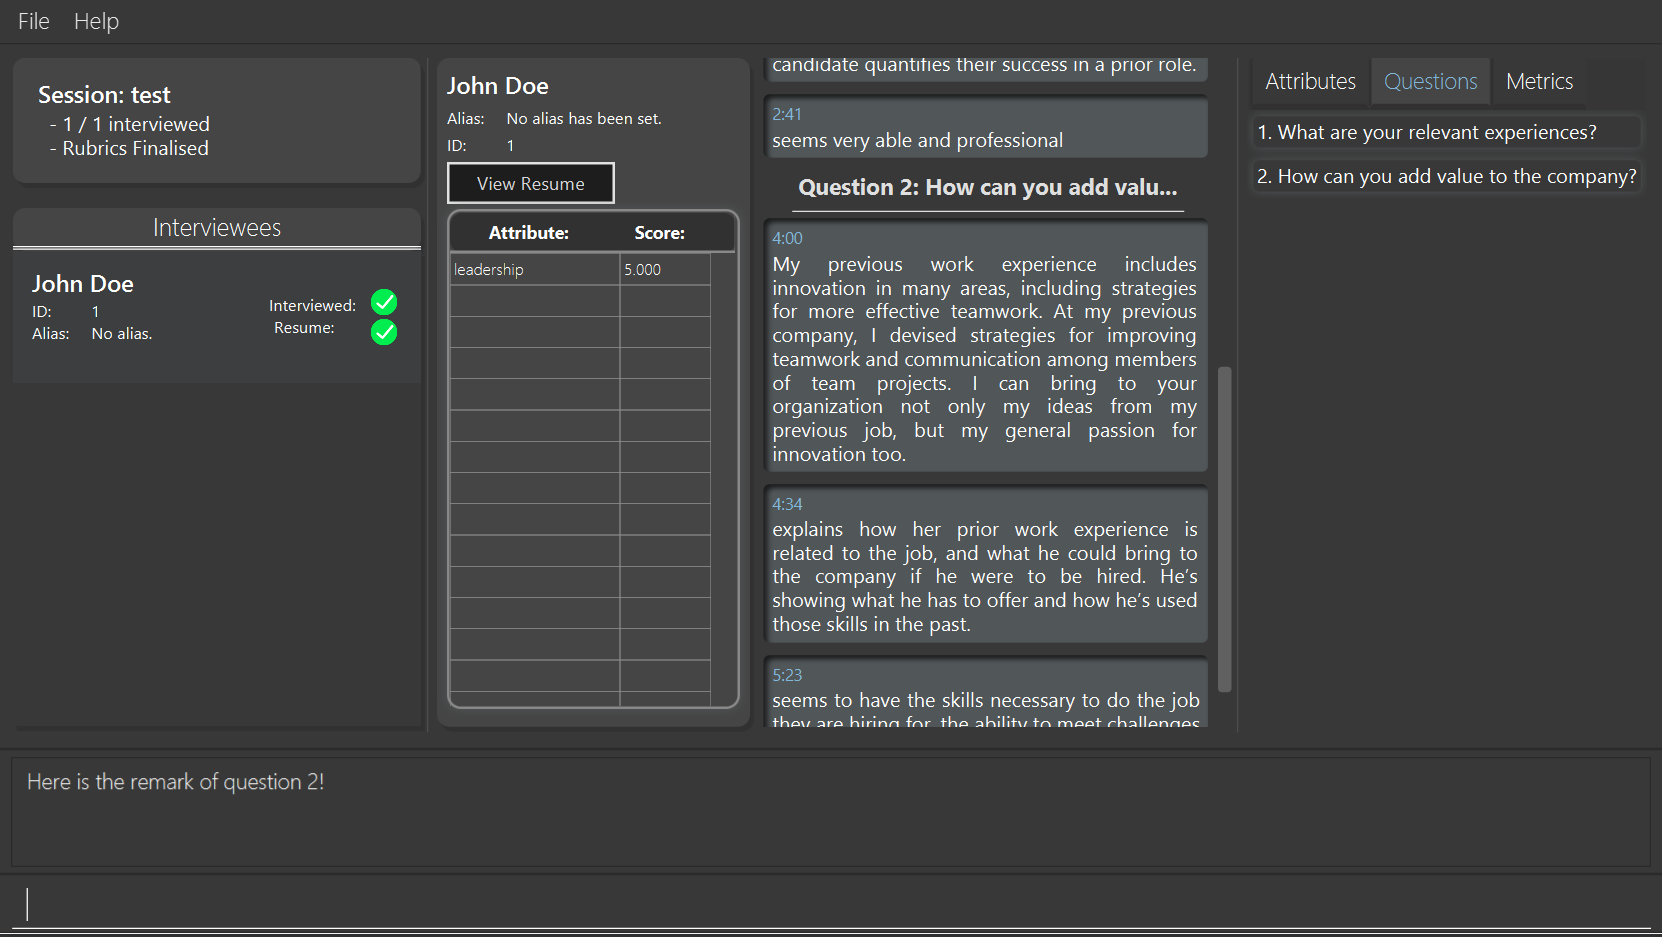 File Help
Session: test
- 1 / 1 interviewed
- Rubrics Finalised
Interviewees
John Doe
ID: 1
Alias: No alias.
Interviewed:
Resume:
John Doe
Alias: No alias has been set.
ID: 1
View Resume
Attribute: Score:
leadership 5.000
candidate quantifies their success in a prior role.
2:41
seems very able and professional
Question 2: How can you add valu...
4:00
My previous work experience includes
innovation in many areas, including strategies
for more effective teamwork. At my previous
company, I devised strategies for improving
teamwork and communication among members
of team projects. I can bring to your
organization not only my ideas from my
previous job, but my general passion for
innovation too.
4:34
explains how her prior work experience is
related to the job, and what he could bring to
the company if he were to be hired. He's
showing what he has to offer and how he's used
those skills in the past.
5:23
seems to have the skills necessary to do the job
they are hiring for, the ability to meet challenges
Attributes Questions Metrics
1. What are your relevant experiences?
2. How can you add value to the company?
Here is the remark of question 2!